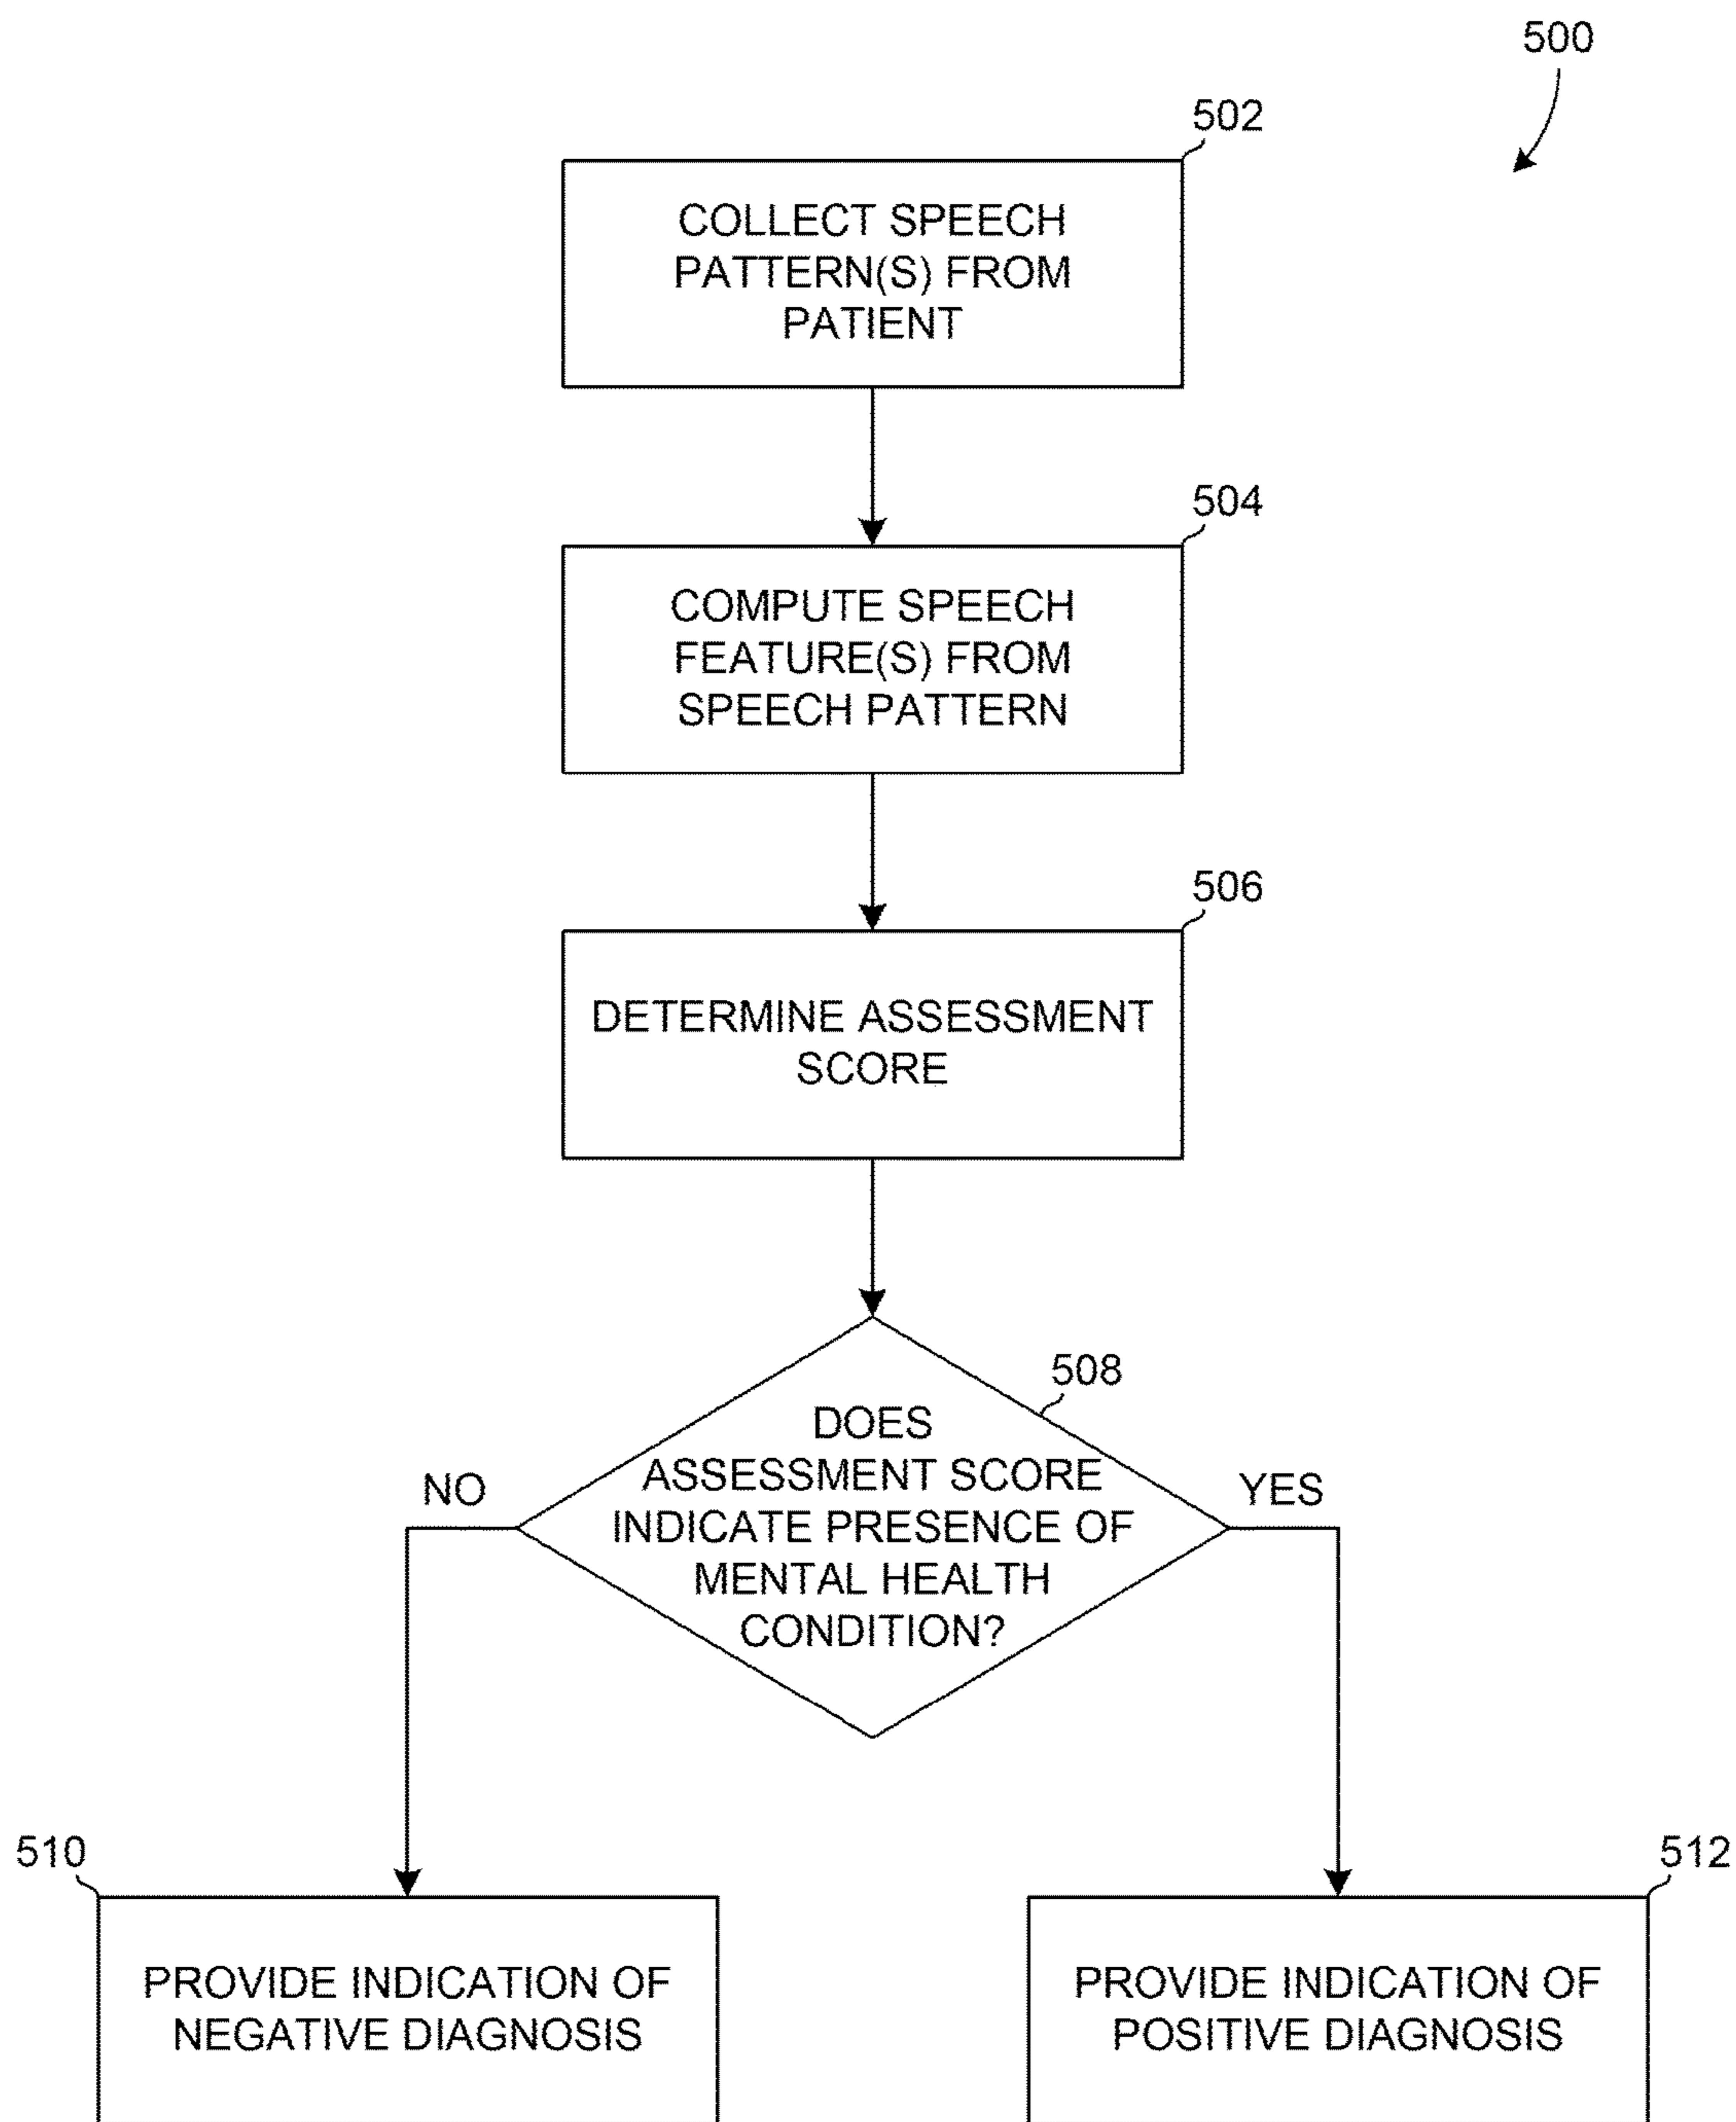 500
502
COLLECT SPEECH
PATTERN(S) FROM
PATIENT
504
COMPUTE SPEECH
FEATURE(S) FROM
SPEECH PATTERN
506
DETERMINE ASSESSMENT
SCORE
508
DOES
ASSESSMENT SCORE
INDICATE PRESENCE OF
MENTAL HEALTH
CONDITION?
NO
YES
510
PROVIDE INDICATION OF
NEGATIVE DIAGNOSIS
512
PROVIDE INDICATION OF
POSITIVE DIAGNOSIS